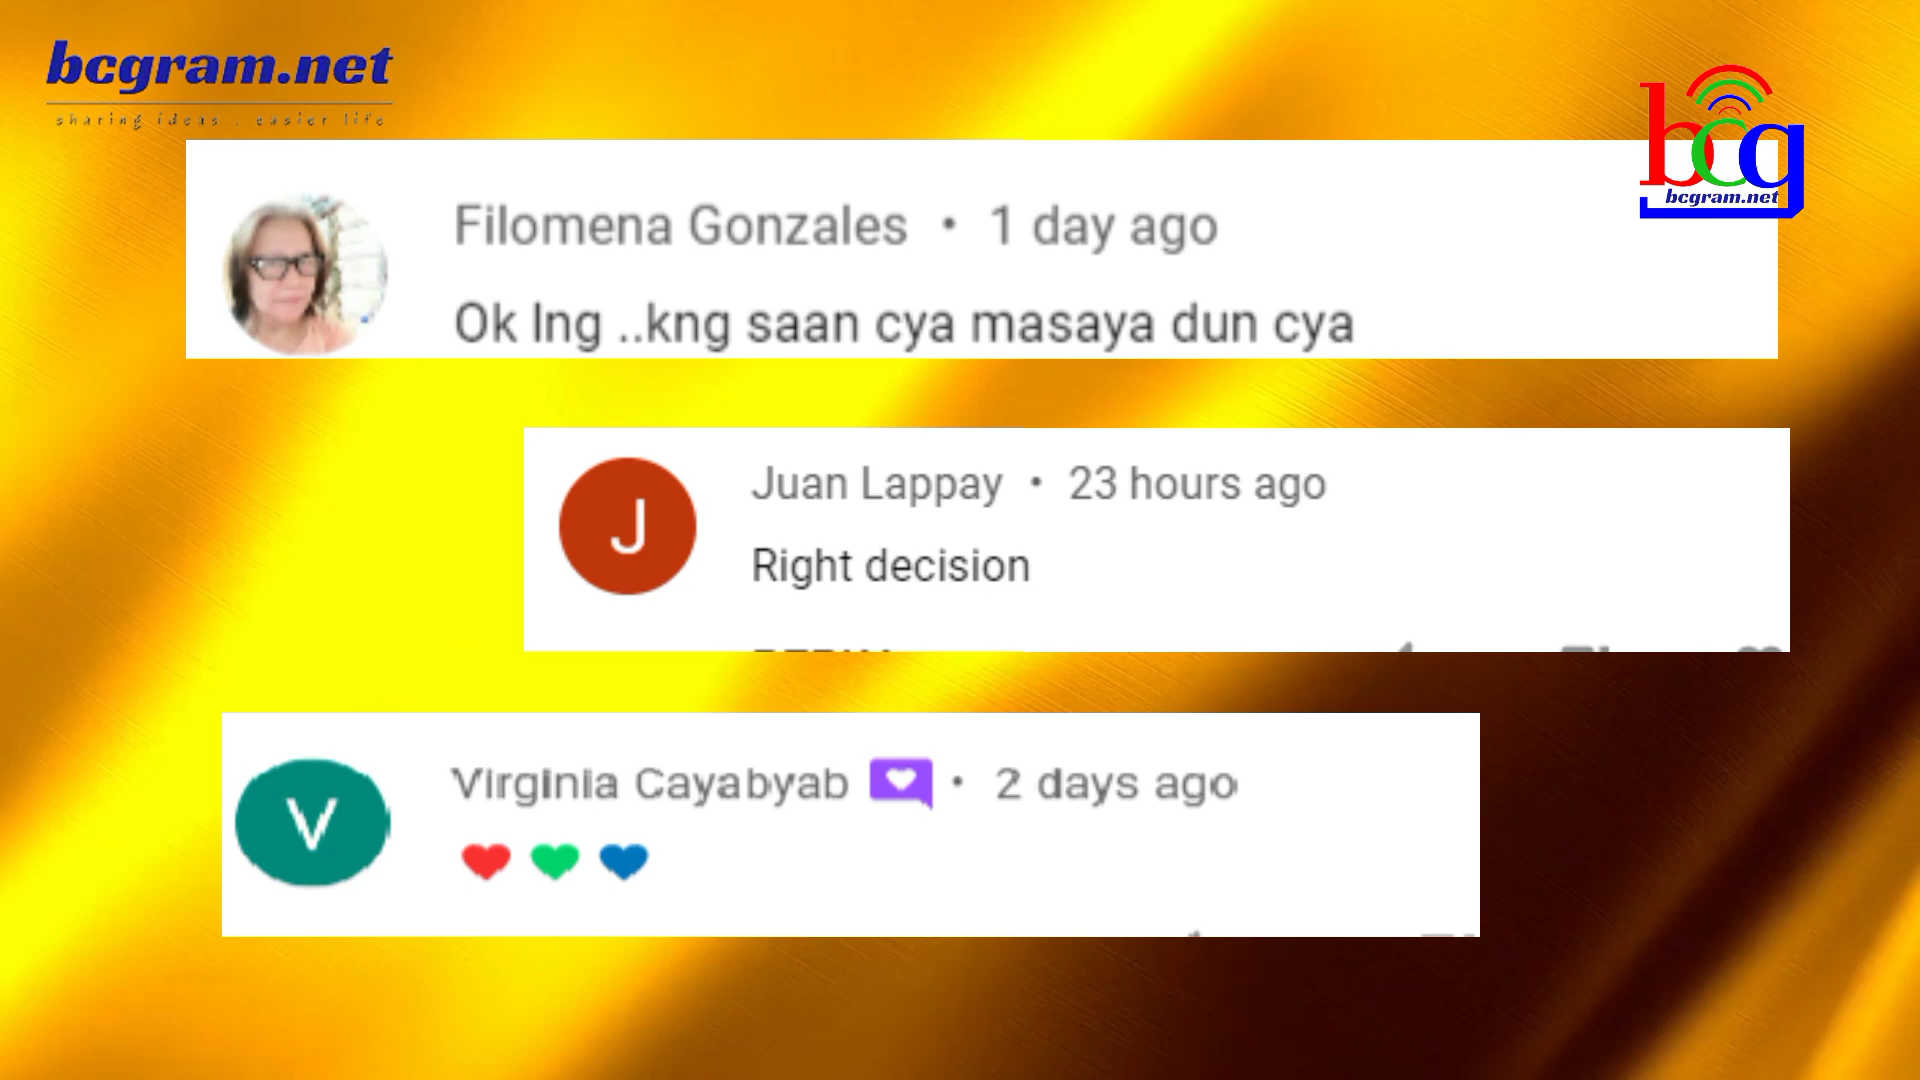 bcgram.net
sharing ideas . easier life
bcg
bcgram.net
Filomena Gonzales • 1 day ago
Ok lng ..kng saan cya masaya dun cya
J
Juan Lappay • 23 hours ago
Right decision
V
Virginia Cayabyab • 2 days ago